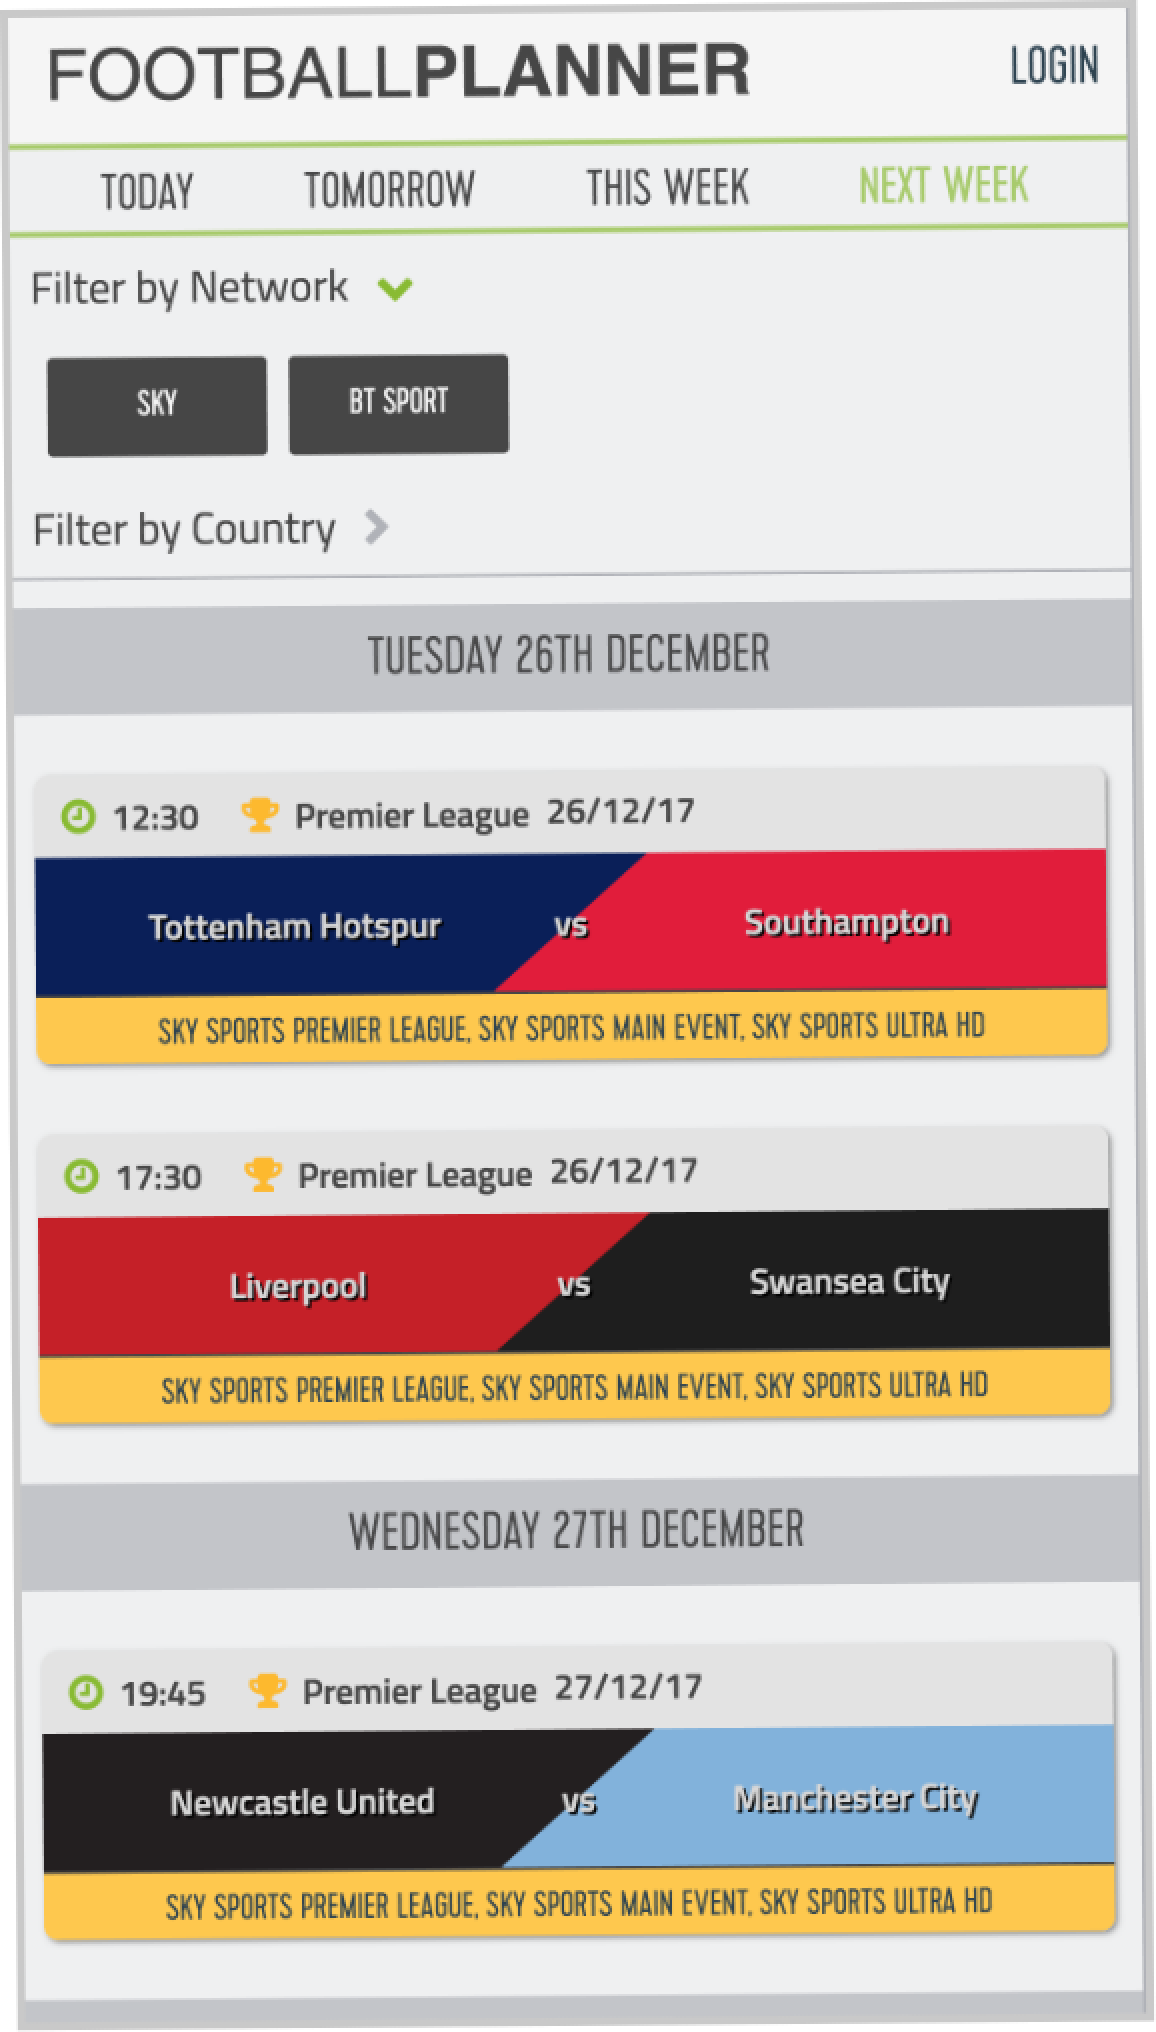 FOOTBALLPLANNER LOGIN
TODAY TOMORROW THIS WEEK NEXT WEEK
Filter by Network
SKY BT SPORT
Filter by Country
TUESDAY 26TH DECEMBER
12:30 Premier League 26/12/17
Tottenham Hotspur vs Southampton
SKY SPORTS PREMIER LEAGUE, SKY SPORTS MAIN EVENT, SKY SPORTS ULTRA HD
17:30 Premier League 26/12/17
Liverpool vs Swansea City
SKY SPORTS PREMIER LEAGUE, SKY SPORTS MAIN EVENT, SKY SPORTS ULTRA HD
WEDNESDAY 27TH DECEMBER
19:45 Premier League 27/12/17
Newcastle United vs Manchester City
SKY SPORTS PREMIER LEAGUE, SKY SPORTS MAIN EVENT, SKY SPORTS ULTRA HD